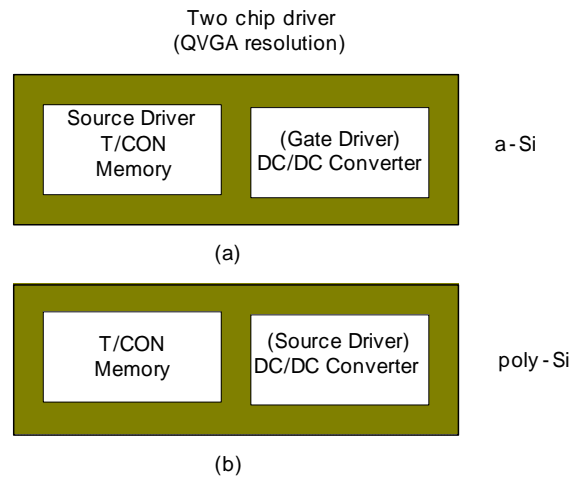 Two chip driver
(QVGA resolution)
Source Driver
T/CON
Memory
(Gate Driver)
DC/DC Converter
a-Si
(a)
T/CON
Memory
(Source Driver)
DC/DC Converter
poly-Si
(b)